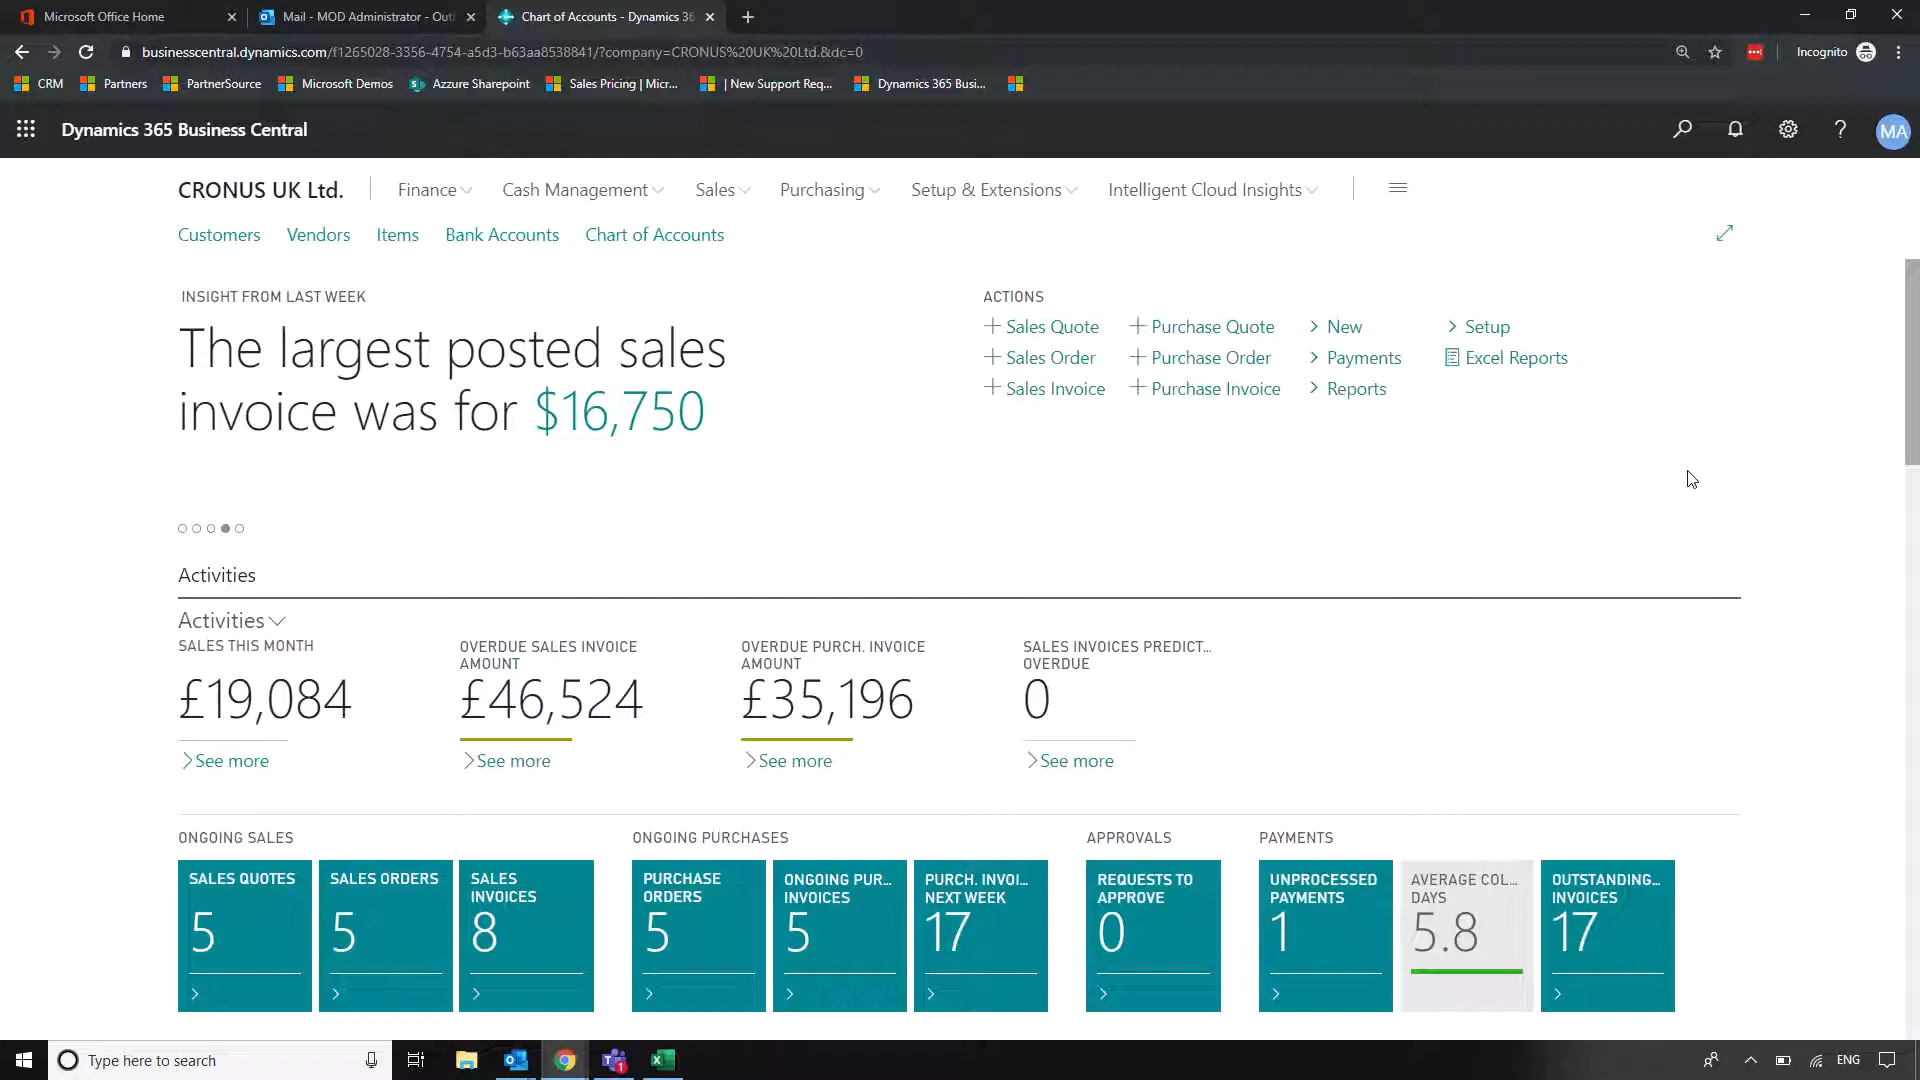 Microsoft Office Home
Mail - MOD Administrator - Outl
Chart of Accounts - Dynamics 36
businesscentral.dynamics.com/f1265028-3356-4754-a5d3-b63aa8538841/?company=CRONUS%20UK%20Ltd.&dc=0
Incognito
CRM
Partners
PartnerSource
Microsoft Demos
Azzure Sharepoint
Sales Pricing | Micr...
| New Support Req...
Dynamics 365 Busi...
Dynamics 365 Business Central
MA
CRONUS UK Ltd.
Finance
Cash Management
Sales
Purchasing
Setup & Extensions
Intelligent Cloud Insights
Customers
Vendors
Items
Bank Accounts
Chart of Accounts
INSIGHT FROM LAST WEEK
The largest posted sales
invoice was for $16,750
ACTIONS
Sales Quote
Purchase Quote
New
Setup
Sales Order
Purchase Order
Payments
Excel Reports
Sales Invoice
Purchase Invoice
Reports
Activities
Activities
SALES THIS MONTH
£19,084
See more
OVERDUE SALES INVOICE
AMOUNT
£46,524
See more
OVERDUE PURCH. INVOICE
AMOUNT
£35,196
See more
SALES INVOICES PREDICT...
OVERDUE
0
See more
ONGOING SALES
SALES QUOTES
5
SALES ORDERS
5
SALES
INVOICES
8
ONGOING PURCHASES
PURCHASE
ORDERS
5
ONGOING PUR...
INVOICES
5
PURCH. INVOI...
NEXT WEEK
17
APPROVALS
REQUESTS TO
APPROVE
0
PAYMENTS
UNPROCESSED
PAYMENTS
1
AVERAGE COL...
DAYS
5.8
OUTSTANDING...
INVOICES
17
Type here to search
1
ENG